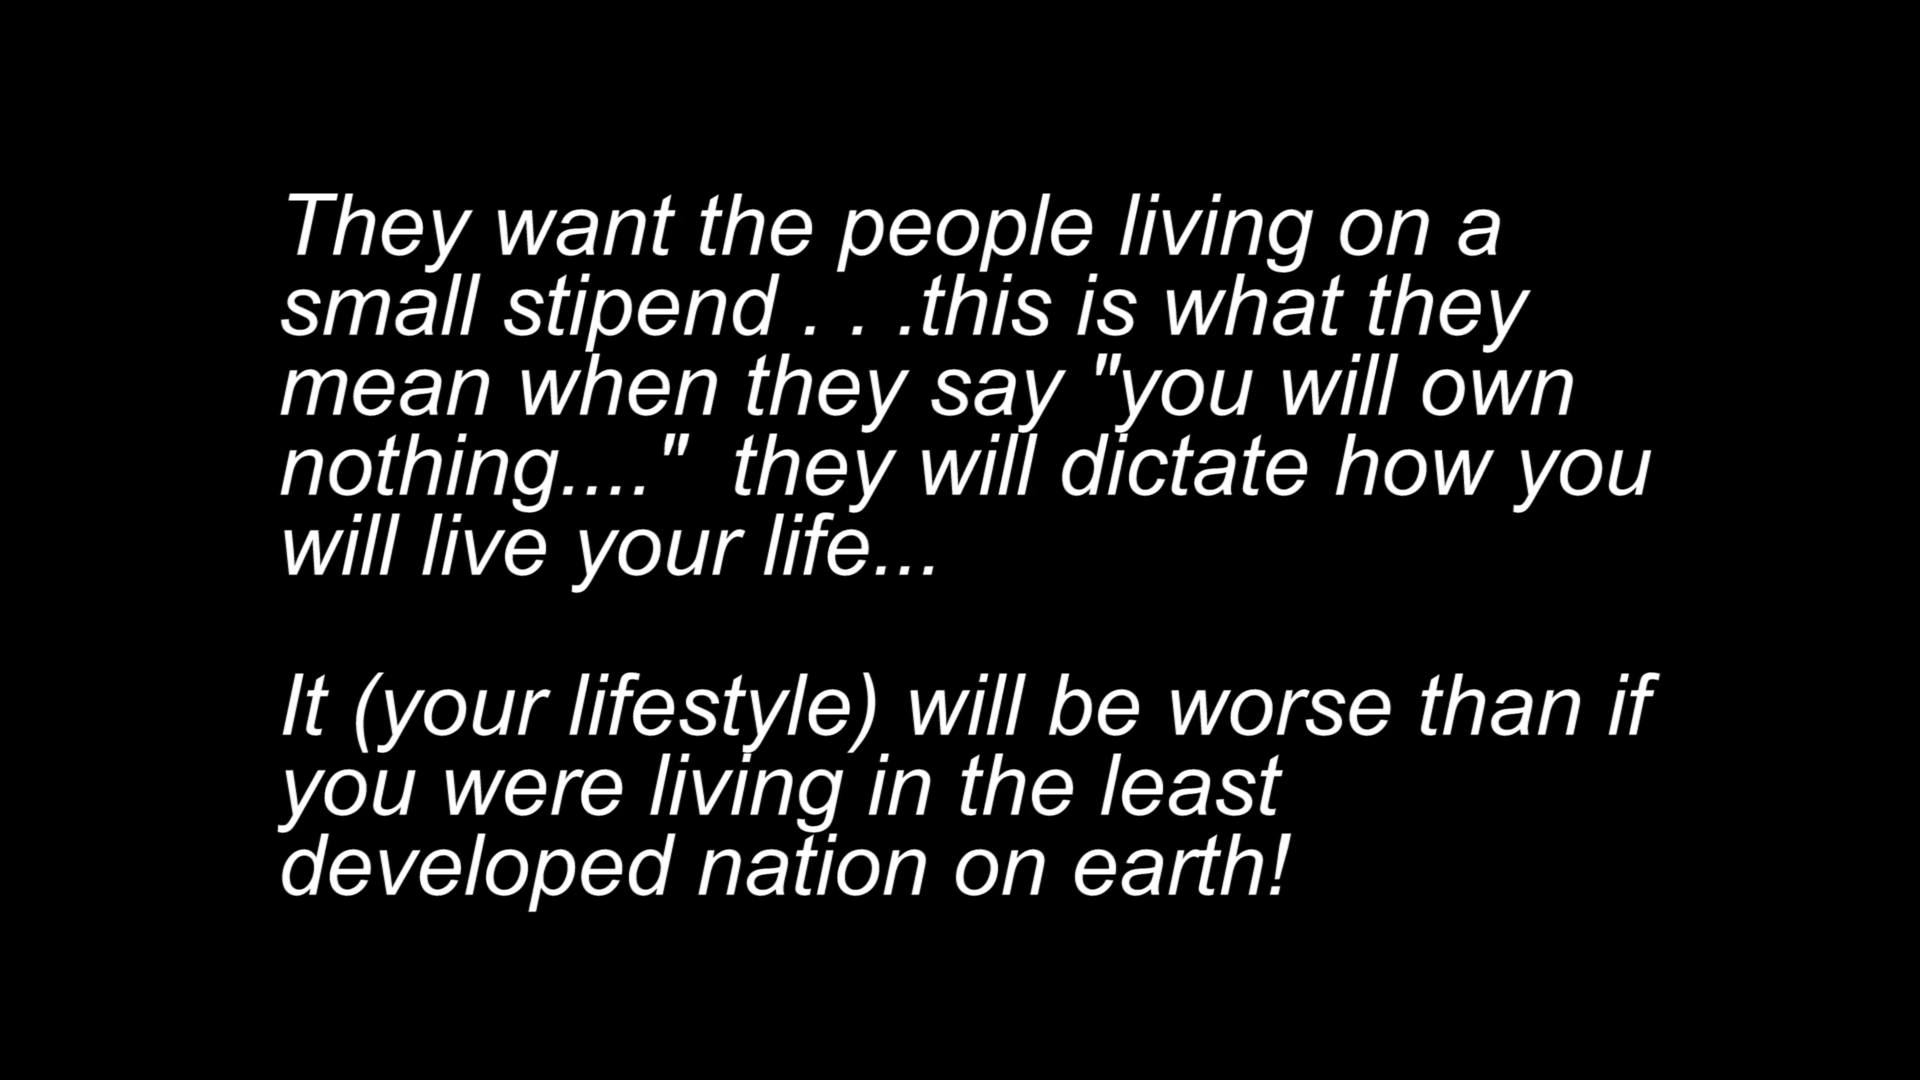 They want the people living on a
small stipend . . .this is what they
mean when they say "you will own
nothing...."  they will dictate how you
will live your life...
It (your lifestyle) will be worse than if
you were living in the least
developed nation on earth!